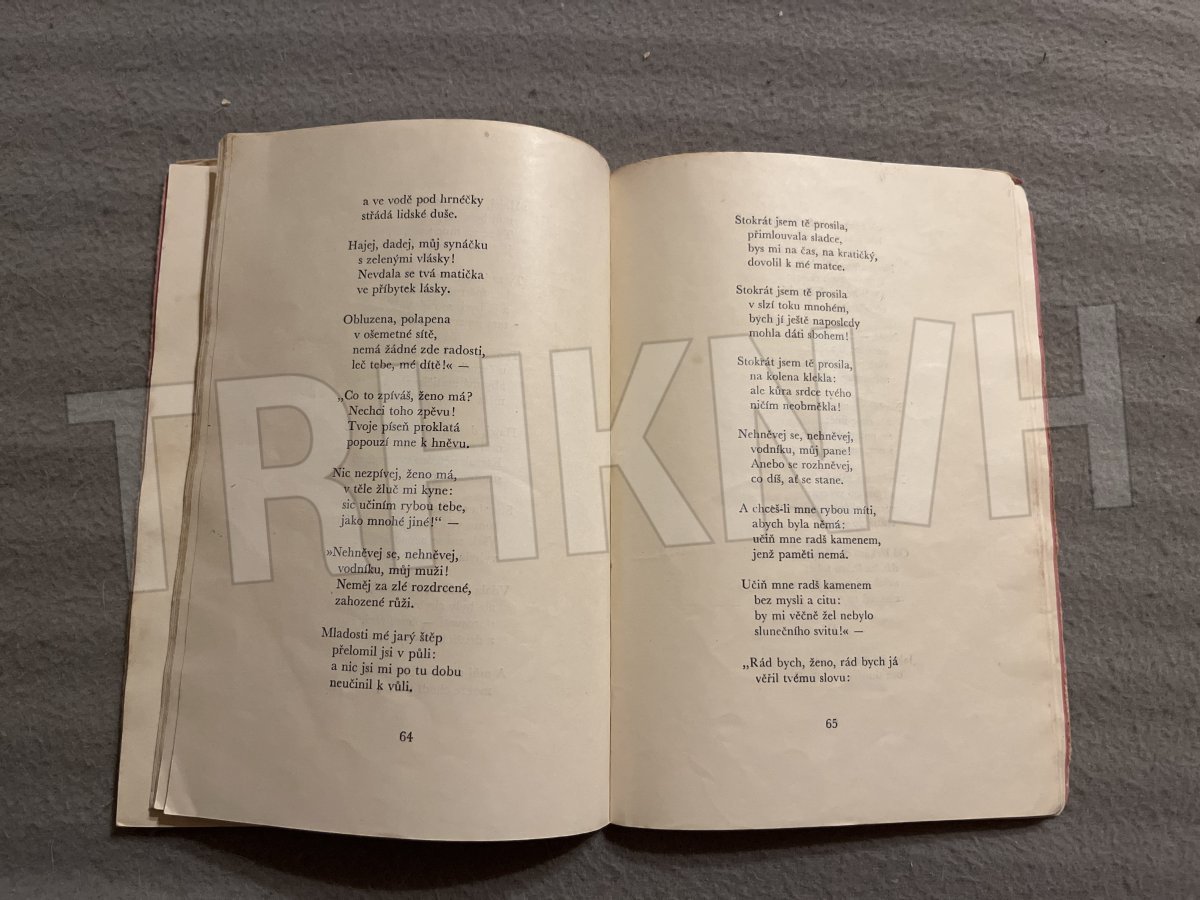 a ve vodě pod hrnéčky
střádá lidské duše.
Hajej, dadej, můj synáčku
s zelenými vlásky!
Nevdala se tvá matička
ve příbytek lásky.
Obluzena, polapena
v ošemetné sítě,
nemá žádné zde radosti,
leč tebe, mé dítě!« —
„Co to zpíváš, ženo má?
Nechci toho zpěvu!
Tvoje píseň proklatá
popouzí mne k hněvu.
Nic nezpívej, ženo má,
v těle žluč mi kyne:
sic učiním rybou tebe,
jako mnohé jiné!“ —
»Nehněvej se, nehněvej,
vodníku, můj muži!
Neměj za zlé rozdrcené,
zahozené růži.
Mladosti mé jarý štěp
přelomil jsi v půli:
a nic jsi mi po tu dobu
neučinil k vůli.
64
Stokrát jsem tě prosila,
přimlouvala sladce,
bys mi na čas, na kratičký,
dovolil k mé matce.
Stokrát jsem tě prosila
v slzí toku mnohém,
bych jí ještě naposledy
mohla dáti sbohem!
Stokrát jsem tě prosila,
na kolena klekla:
ale kůra srdce tvého
ničím neobměkla!
Nehněvej se, nehněvej,
vodníku, můj pane!
Anebo se rozhněvej,
co díš, ať se stane.
A chceš-li mne rybou míti,
abych byla němá:
učiň mne radš kamenem,
jenž paměti nemá.
Učiň mne radš kamenem
bez mysli a citu:
by mi věčně žel nebylo
slunečního svitu!« —
„Rád bych, ženo, rád bych já
věřil tvému slovu:
65
TRHKNIH